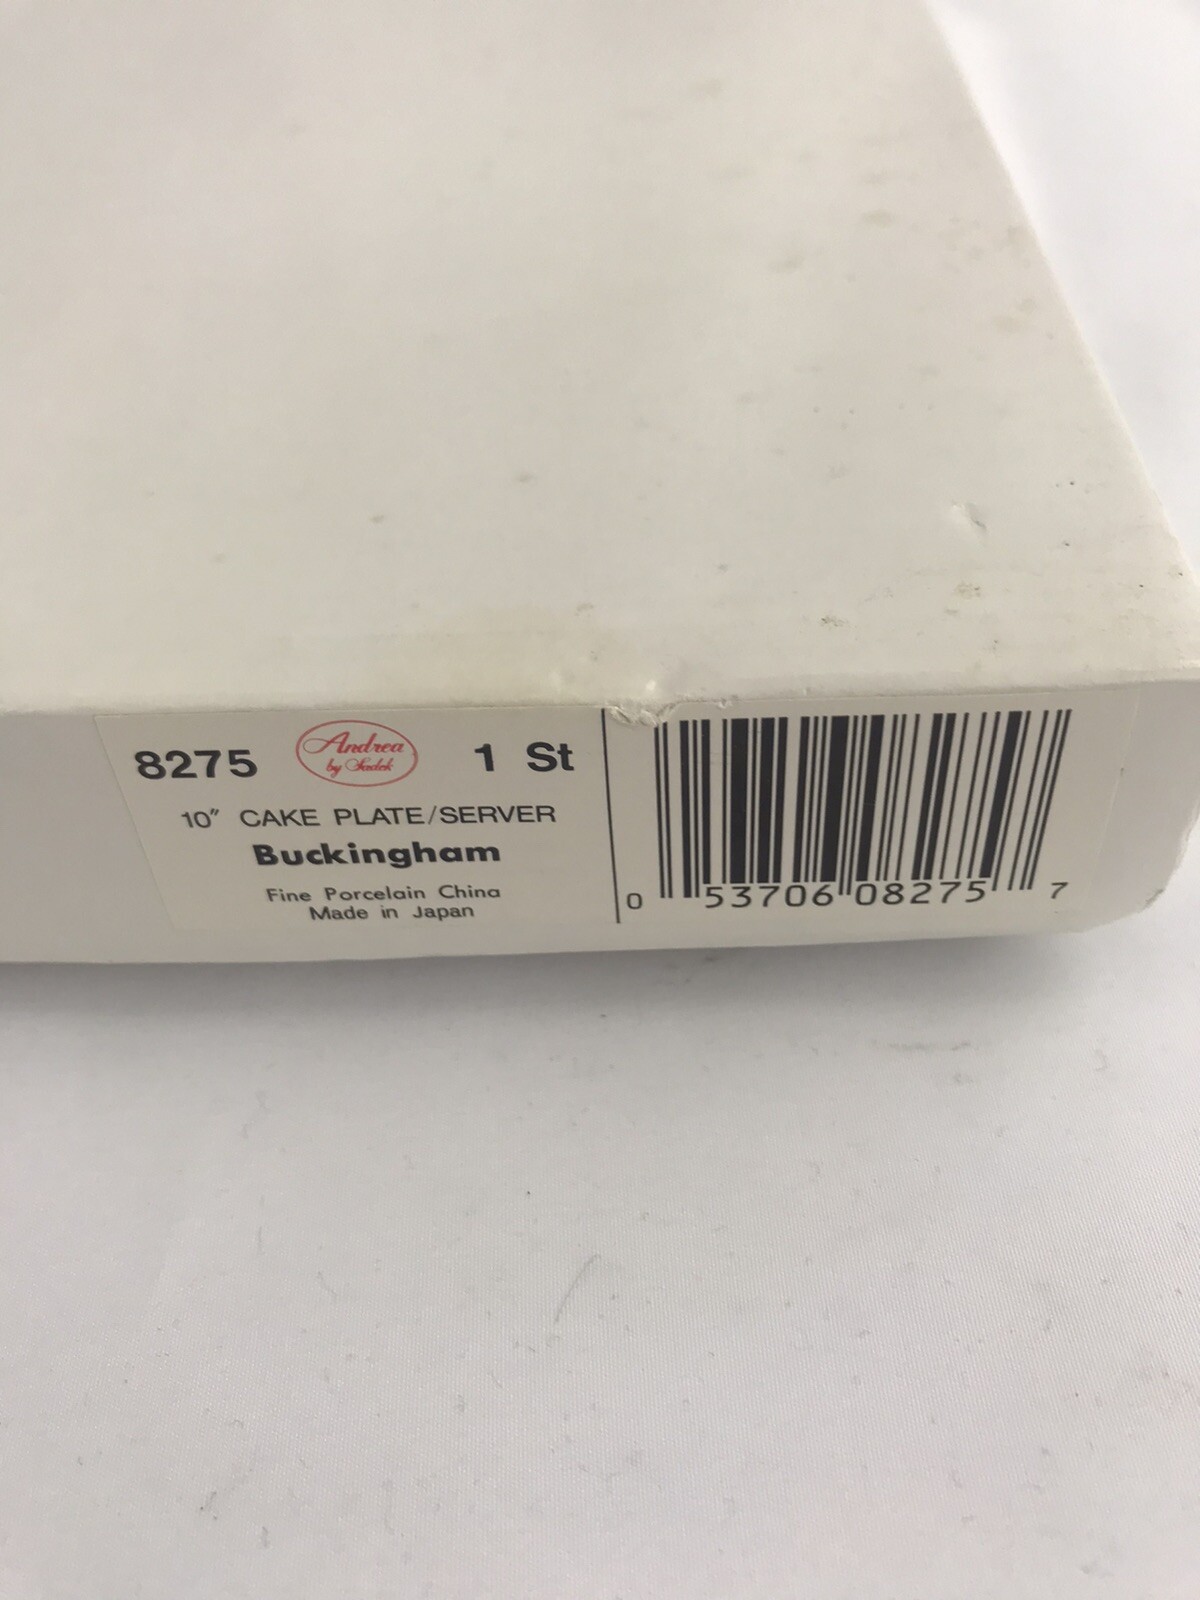 8275 Andrea by Sadek 1 St
10" CAKE PLATE/SERVER
Buckingham
Fine Porcelain China
Made in Japan
0 53706 08275 7